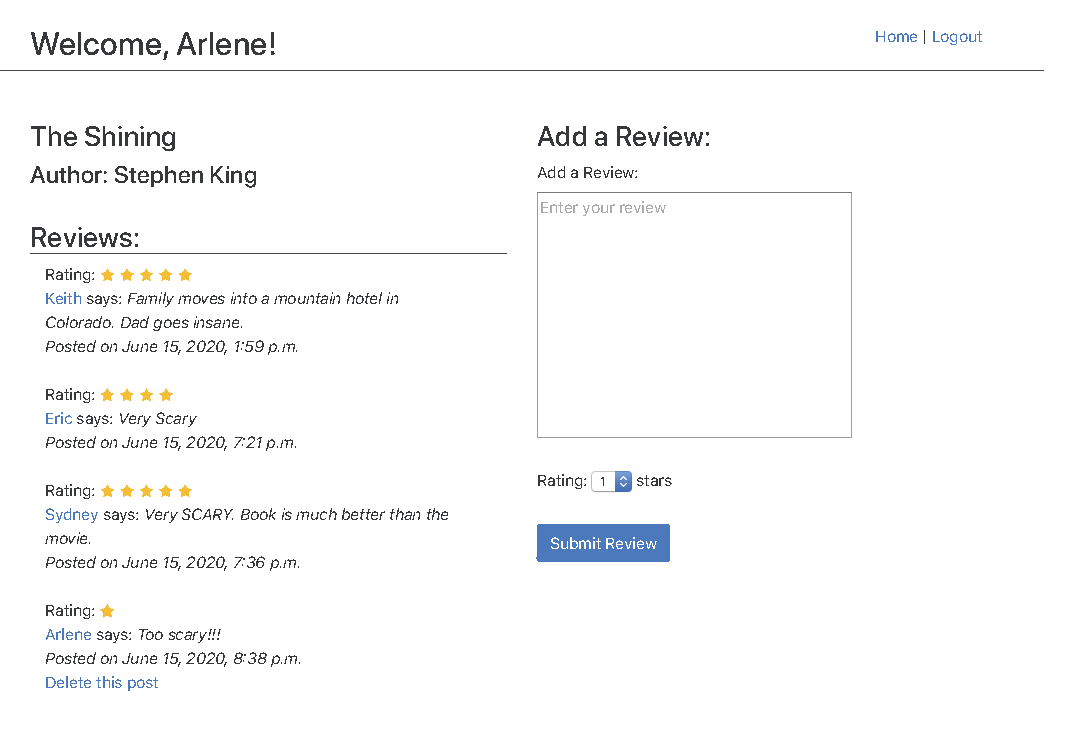 Welcome, Arlene!
Home | Logout
The Shining
Author: Stephen King
Reviews:
Rating:
Keith says: Family moves into a mountain hotel in
Colorado. Dad goes insane.
Posted on June 15, 2020, 1:59 p.m.
Rating:
Eric says: Very Scary
Posted on June 15, 2020, 7:21 p.m.
Rating:
Sydney says: Very SCARY. Book is much better than the
movie.
Posted on June 15, 2020, 7:36 p.m.
Rating:
Arlene says: Too scary!!!
Posted on June 15, 2020, 8:38 p.m.
Delete this post
Add a Review:
Add a Review:
Enter your review
Rating: 1 stars
Submit Review